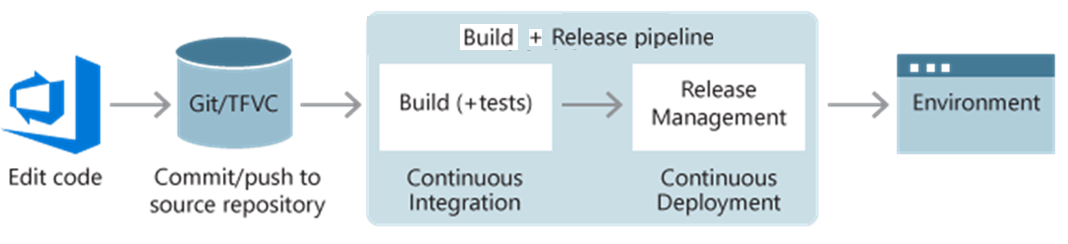 Build + Release pipeline
Git/TFVC
Build (+tests)
Release
Management
Environment
Edit code
Commit/push to
source repository
Continuous
Integration
Continuous
Deployment